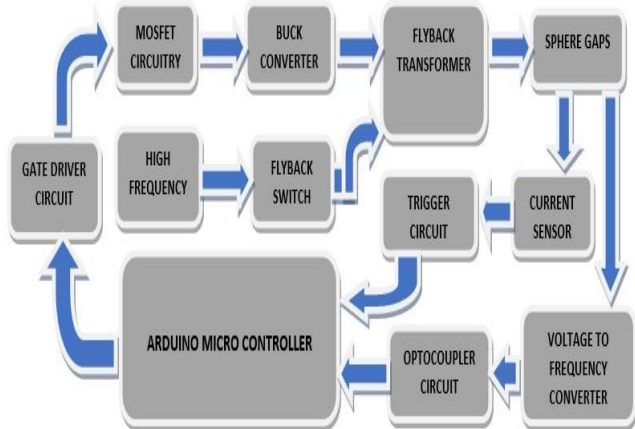 MOSFET
CIRCUITRY
BUCK
CONVERTER
FLYBACK
TRANSFORMER
SPHERE GAPS
GATE DRIVER
CIRCUIT
HIGH
FREQUENCY
FLYBACK
SWITCH
TRIGGER
CIRCUIT
CURRENT
SENSOR
ARDUINO MICRO CONTROLLER
OPTOCOUPLER
CIRCUIT
VOLTAGE TO
FREQUENCY
CONVERTER